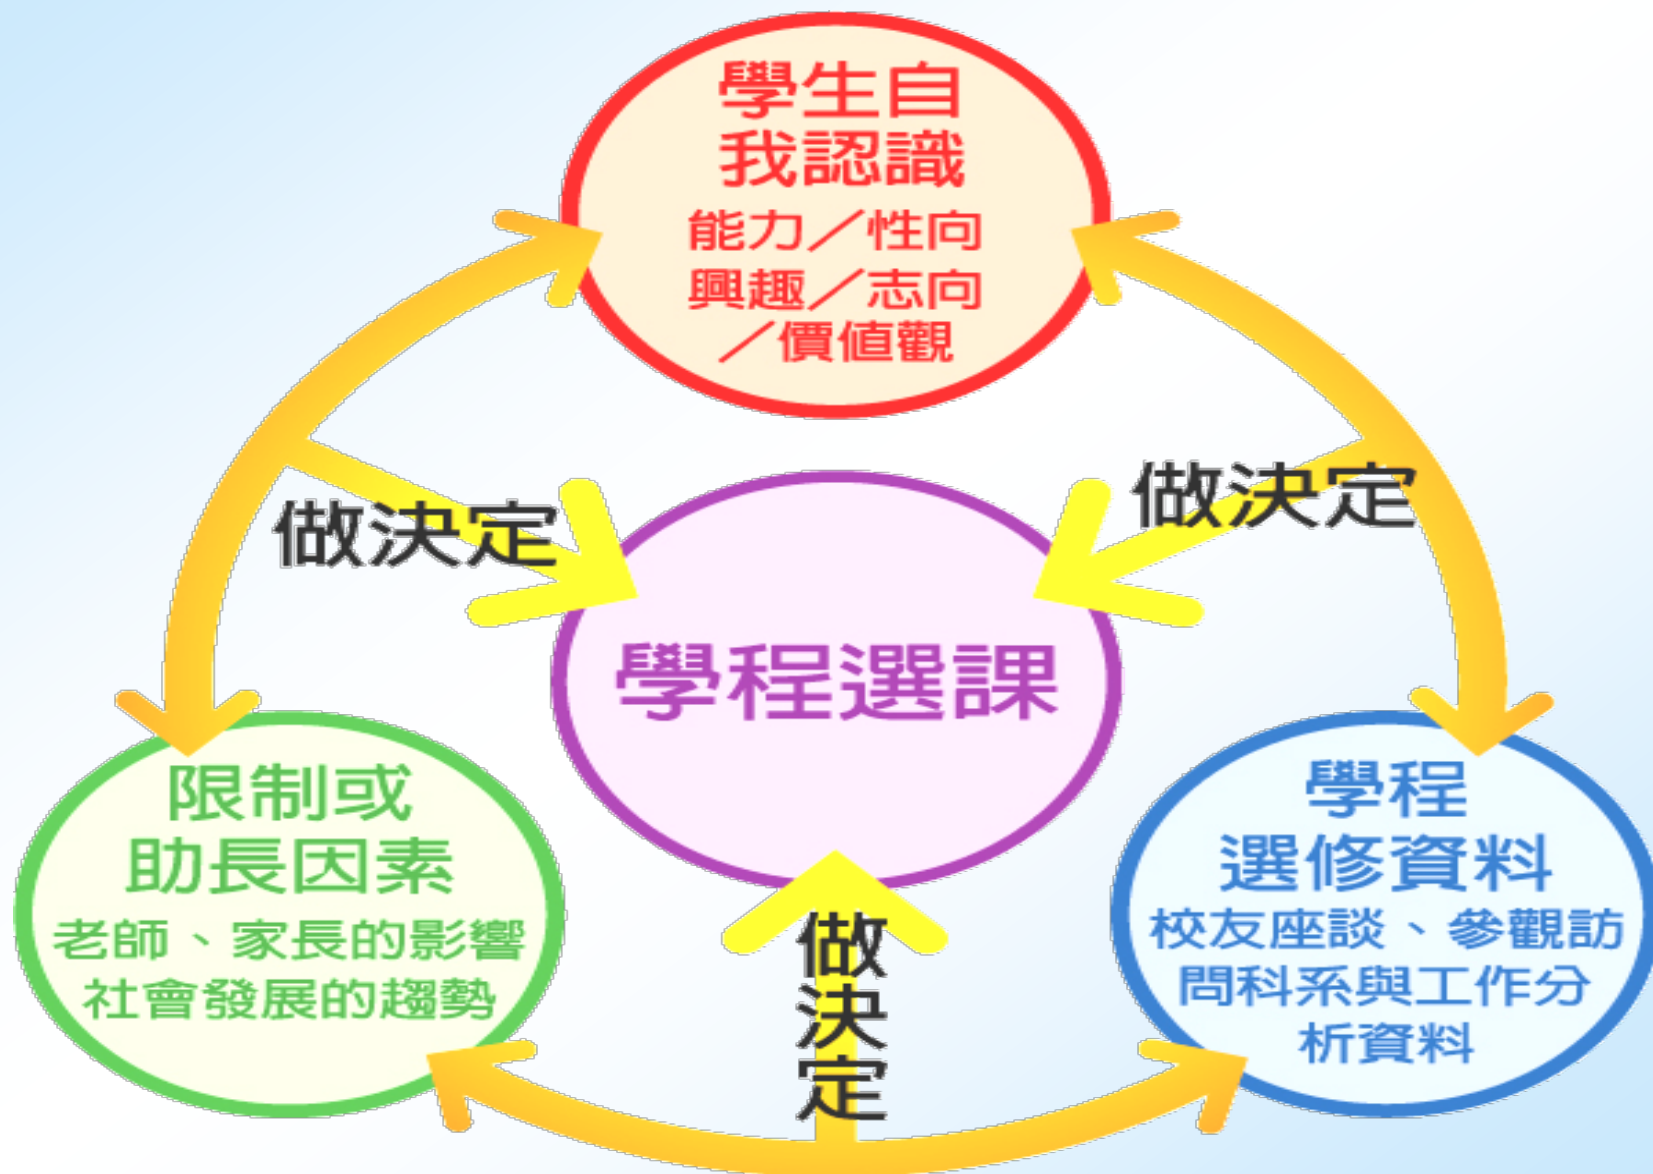 學生自
我認識
能力／性向
興趣／志向
／價值觀
做決定
做決定
學程選課
限制或
助長因素
老師、家長的影響
社會發展的趨勢
學程
選修資料
校友座談、參觀訪
問科系與工作分
析資料
做
決
定